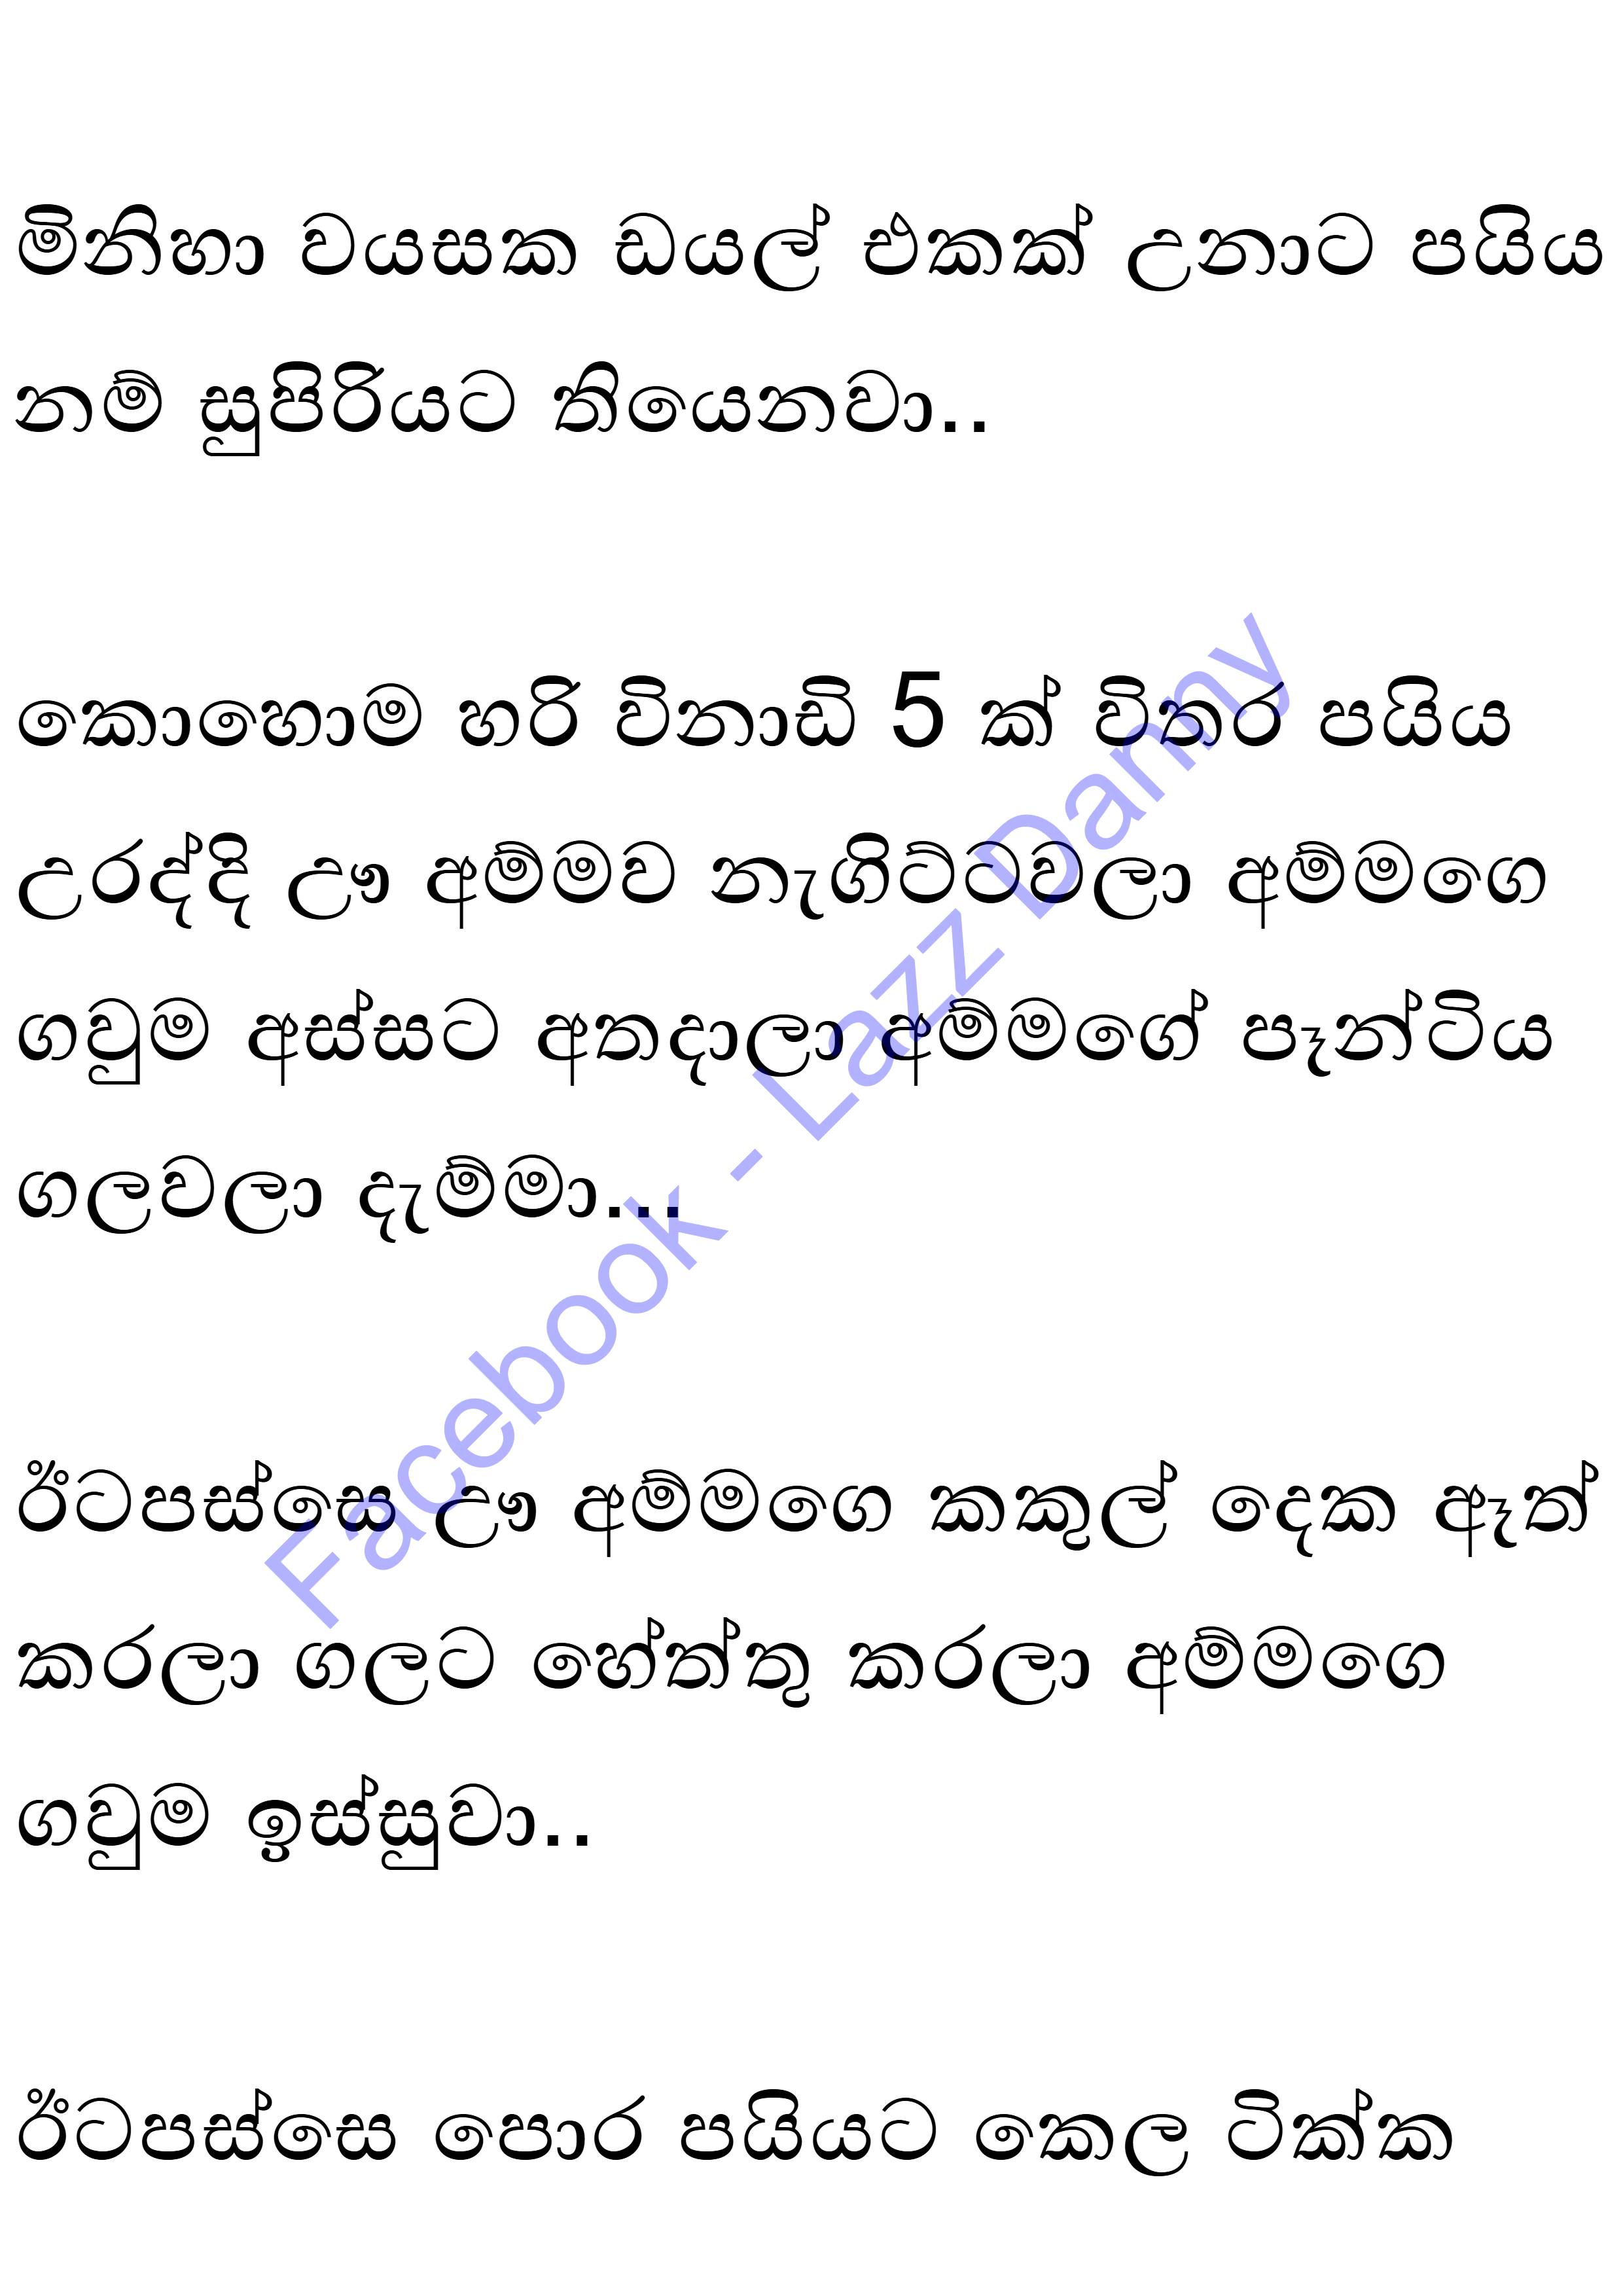 මිනිහා වයසක ඩයල් එකක් උනාට පයිය
නම් සුපිරියට තියෙනවා..
කොහොම හරි විනාඩි 5 ක් විතර පයිය
උරද්දි ඌ අම්මව නැගිට්ටවලා අම්මගෙ
ගවුම අස්සට අතදාලා අම්මගේ පෑන්ටිය
ගලවලා දැම්මා...
ඊටපස්සෙ ඌ අම්මගෙ කකුල් දෙක ඈත්
කරලා ගලට හේත්තු කරලා අම්මගෙ
ගවුම ඉස්සුවා..
ඊටපස්සෙ පොර පයියට කෙල ටික්ක
Facebook - Lazz Dammy